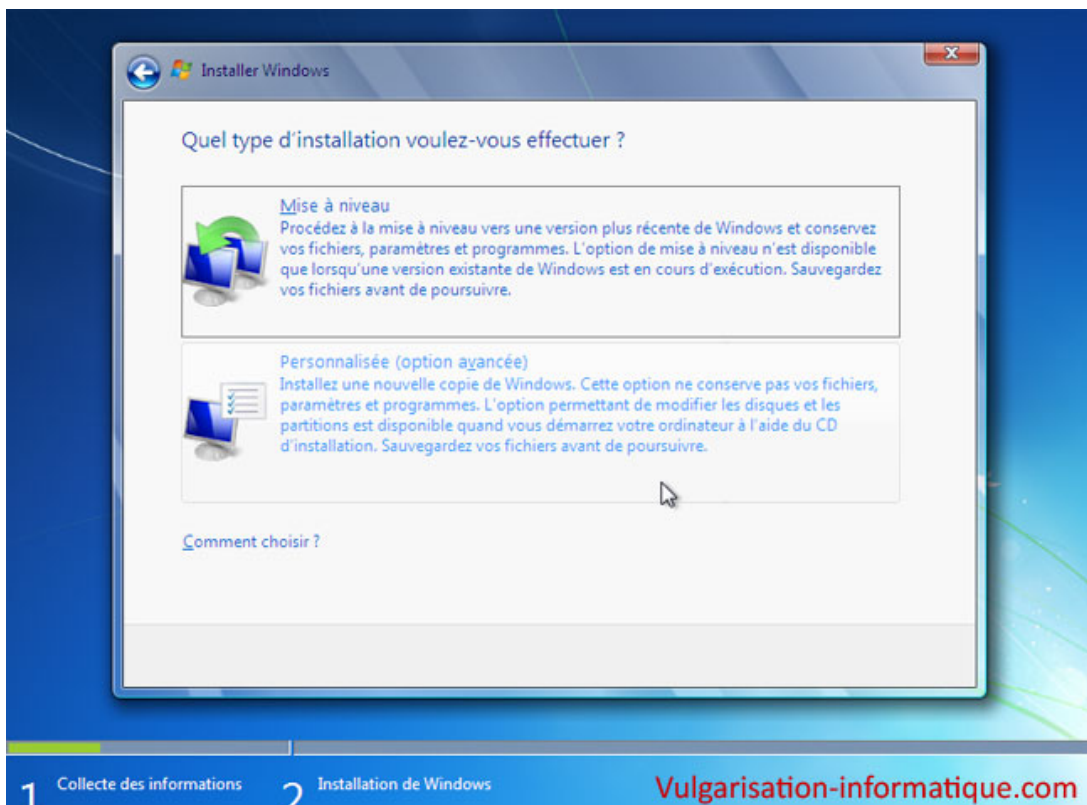 Installer Windows
Quel type d'installation voulez-vous effectuer ?
Mise à niveau
Procédez à la mise à niveau vers une version plus récente de Windows et conservez
vos fichiers, paramètres et programmes. L'option de mise à niveau n'est disponible
que lorsqu'une version existante de Windows est en cours d'exécution. Sauvegardez
vos fichiers avant de poursuivre.
Personnalisée (option avancée)
Installez une nouvelle copie de Windows. Cette option ne conserve pas vos fichiers,
paramètres et programmes. L'option permettant de modifier les disques et les
partitions est disponible quand vous démarrez votre ordinateur à l'aide du CD
d'installation. Sauvegardez vos fichiers avant de poursuivre.
Comment choisir ?
1 Collecte des informations 2 Installation de Windows
Vulgarisation-informatique.com